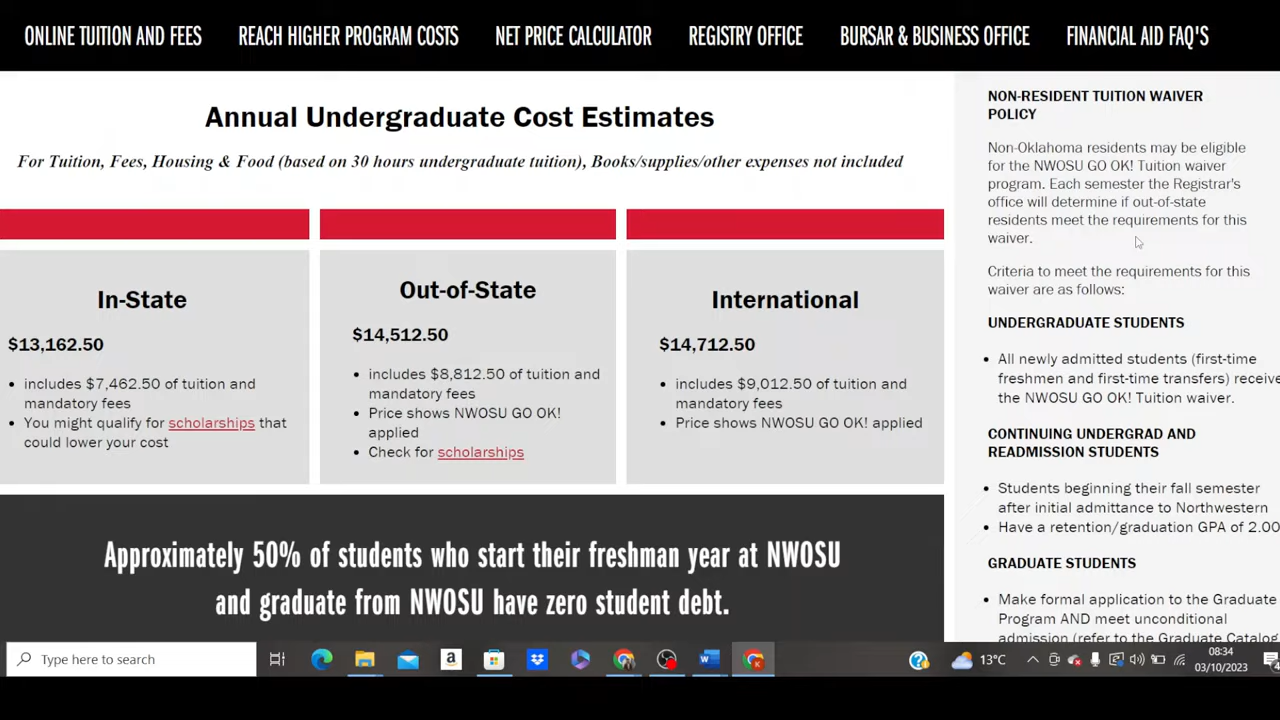 ONLINE TUITION AND FEES REACH HIGHER PROGRAM COSTS NET PRICE CALCULATOR REGISTRY OFFICE BURSAR & BUSINESS OFFICE FINANCIAL AID FAQ'S
Annual Undergraduate Cost Estimates
For Tuition, Fees, Housing & Food (based on 30 hours undergraduate tuition), Books/supplies/other expenses not included
In-State
$13,162.50
includes $7,462.50 of tuition and
mandatory fees
You might qualify for scholarships that
could lower your cost
Out-of-State
$14,512.50
includes $8,812.50 of tuition and
mandatory fees
Price shows NWOSU GO OK!
applied
Check for scholarships
International
$14,712.50
includes $9,012.50 of tuition and
mandatory fees
Price shows NWOSU GO OK! applied
Approximately 50% of students who start their freshman year at NWOSU
and graduate from NWOSU have zero student debt.
NON-RESIDENT TUITION WAIVER
POLICY
Non-Oklahoma residents may be eligible
for the NWOSU GO OK! Tuition waiver
program. Each semester the Registrar's
office will determine if out-of-state
residents meet the requirements for this
waiver.
Criteria to meet the requirements for this
waiver are as follows:
UNDERGRADUATE STUDENTS
All newly admitted students (first-time
freshmen and first-time transfers) receive
the NWOSU GO OK! Tuition waiver.
CONTINUING UNDERGRAD AND
READMISSION STUDENTS
Students beginning their fall semester
after initial admittance to Northwestern
Have a retention/graduation GPA of 2.00
GRADUATE STUDENTS
Make formal application to the Graduate
Program AND meet unconditional
admission (refer to the Graduate Catalog
Type here to search
13°C
08:34
03/10/2023